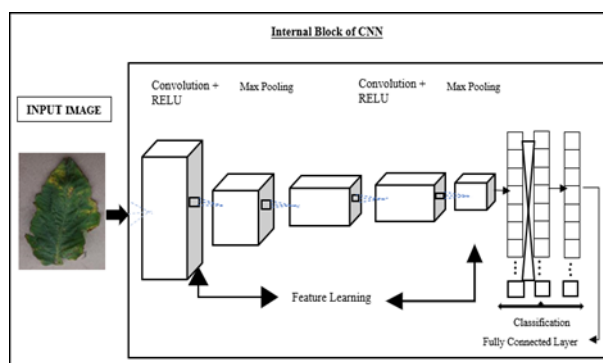 Internal Block of CNN
Convolution +
RELU
Max Pooling
Convolution +
RELU
Max Pooling
INPUT IMAGE
Feature Learning
Classification
Fully Connected Layer